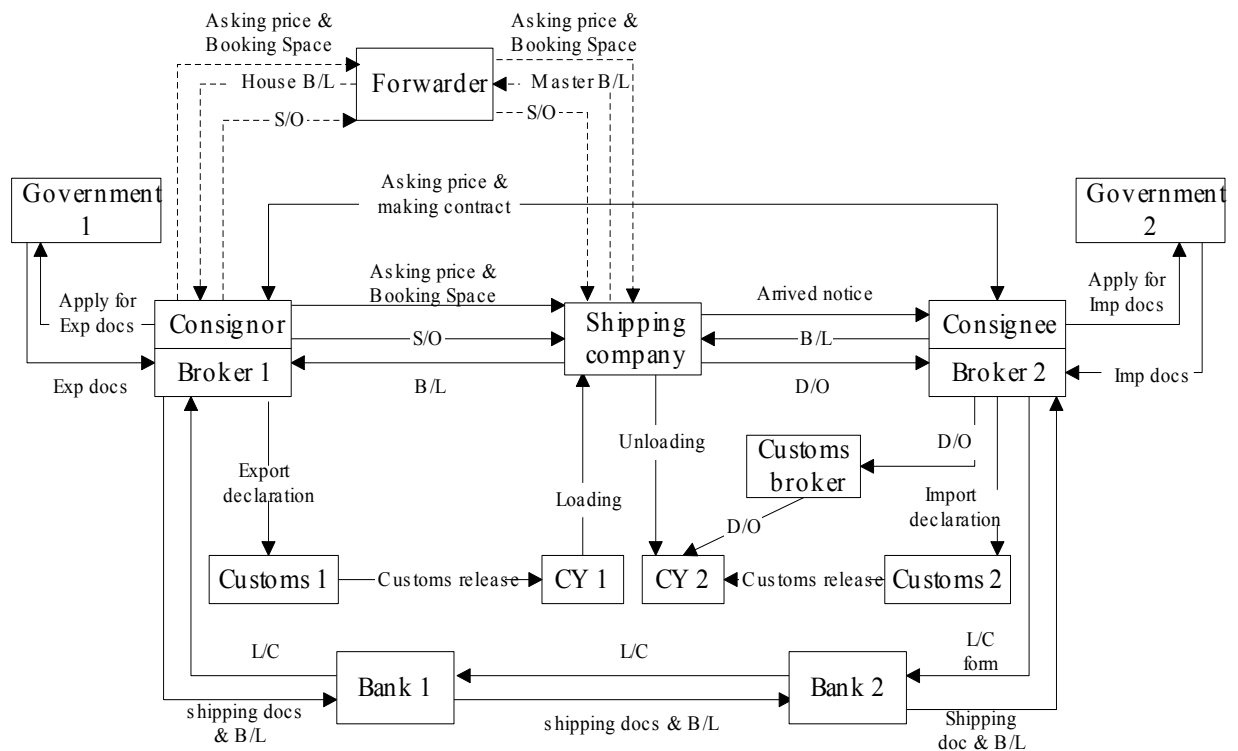 Asking price &
Booking Space
Asking price &
Booking Space
House B/L
Forwarder
Master B/L
S/O
S/O
Government
1
Asking price &
making contract
Government
2
Apply for
Exp docs
Asking price &
Booking Space
Arrived notice
Apply for
Imp docs
Consignor
Shipping
company
Consignee
S/O
B/L
Exp docs
Broker 1
B/L
D/O
Broker 2
Imp docs
Unloading
D/O
Export
declaration
Customs
broker
Loading
Import
declaration
D/O
Customs 1
Customs release
CY 1
CY 2
Customs release
Customs 2
L/C
L/C
L/C
form
Bank 1
Bank 2
shipping docs
& B/L
shipping docs & B/L
Shipping
doc & B/L